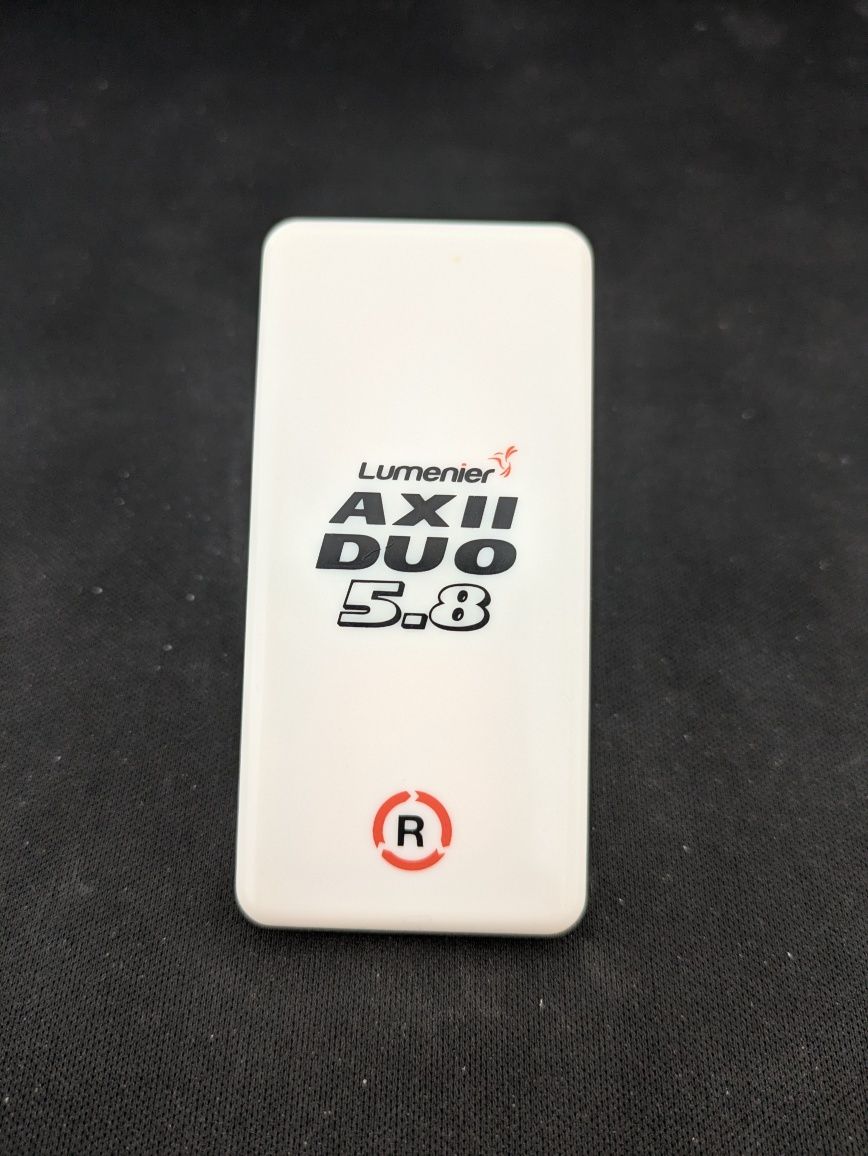 Lumenier
AXII
DUO
5.8
R